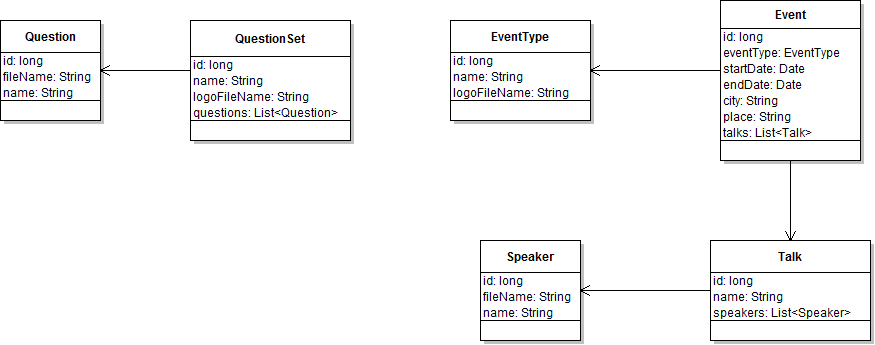 Question
id: long
fileName: String
name: String
QuestionSet
id: long
name: String
logoFileName: String
questions: List<Question>
EventType
id: long
name: String
logoFileName: String
Event
id: long
eventType: EventType
startDate: Date
endDate: Date
city: String
place: String
talks: List<Talk>
Speaker
id: long
fileName: String
name: String
Talk
id: long
name: String
speakers: List<Speaker>